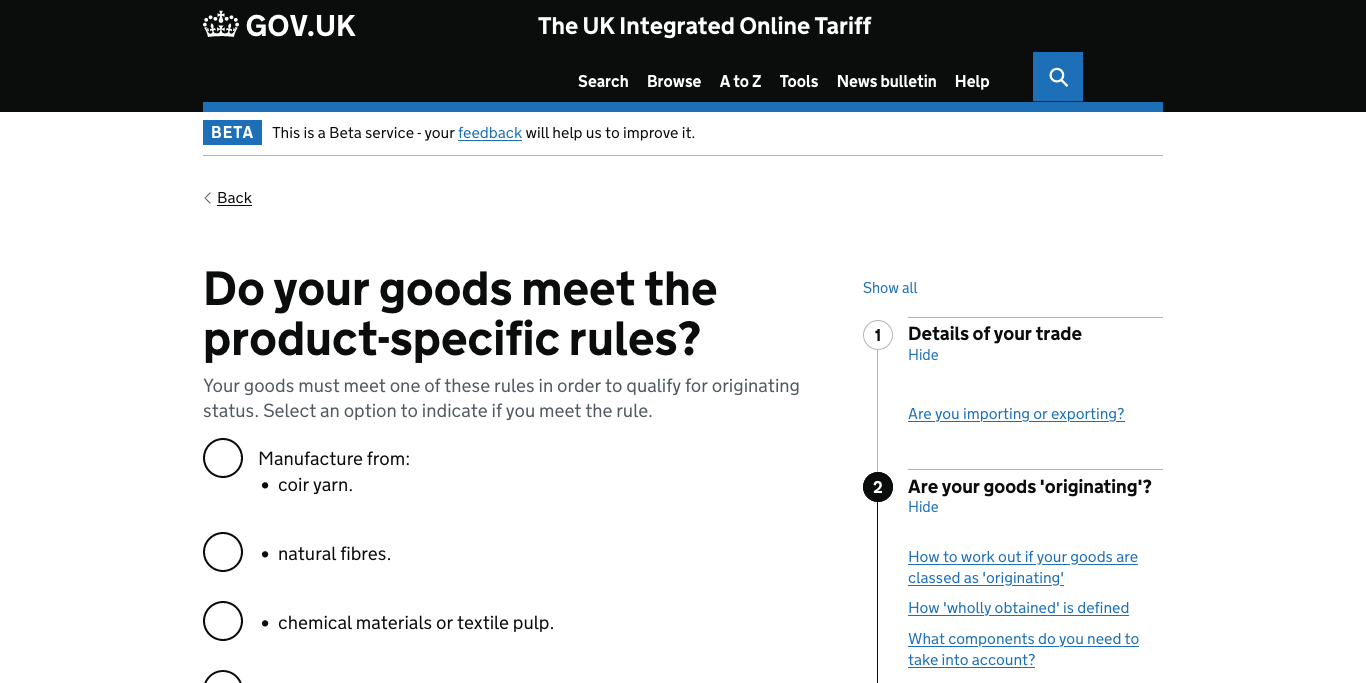 GOV.UK
The UK Integrated Online Tariff
Search Browse A to Z Tools News bulletin Help
BETA This is a Beta service - your feedback will help us to improve it.
Back
Do your goods meet the
product-specific rules?
Your goods must meet one of these rules in order to qualify for originating
status. Select an option to indicate if you meet the rule.
Manufacture from:
• coir yarn.
• natural fibres.
• chemical materials or textile pulp.
Show all
1 Details of your trade
Hide
Are you importing or exporting?
2 Are your goods 'originating'?
Hide
How to work out if your goods are
classed as 'originating'
How 'wholly obtained' is defined
What components do you need to
take into account?